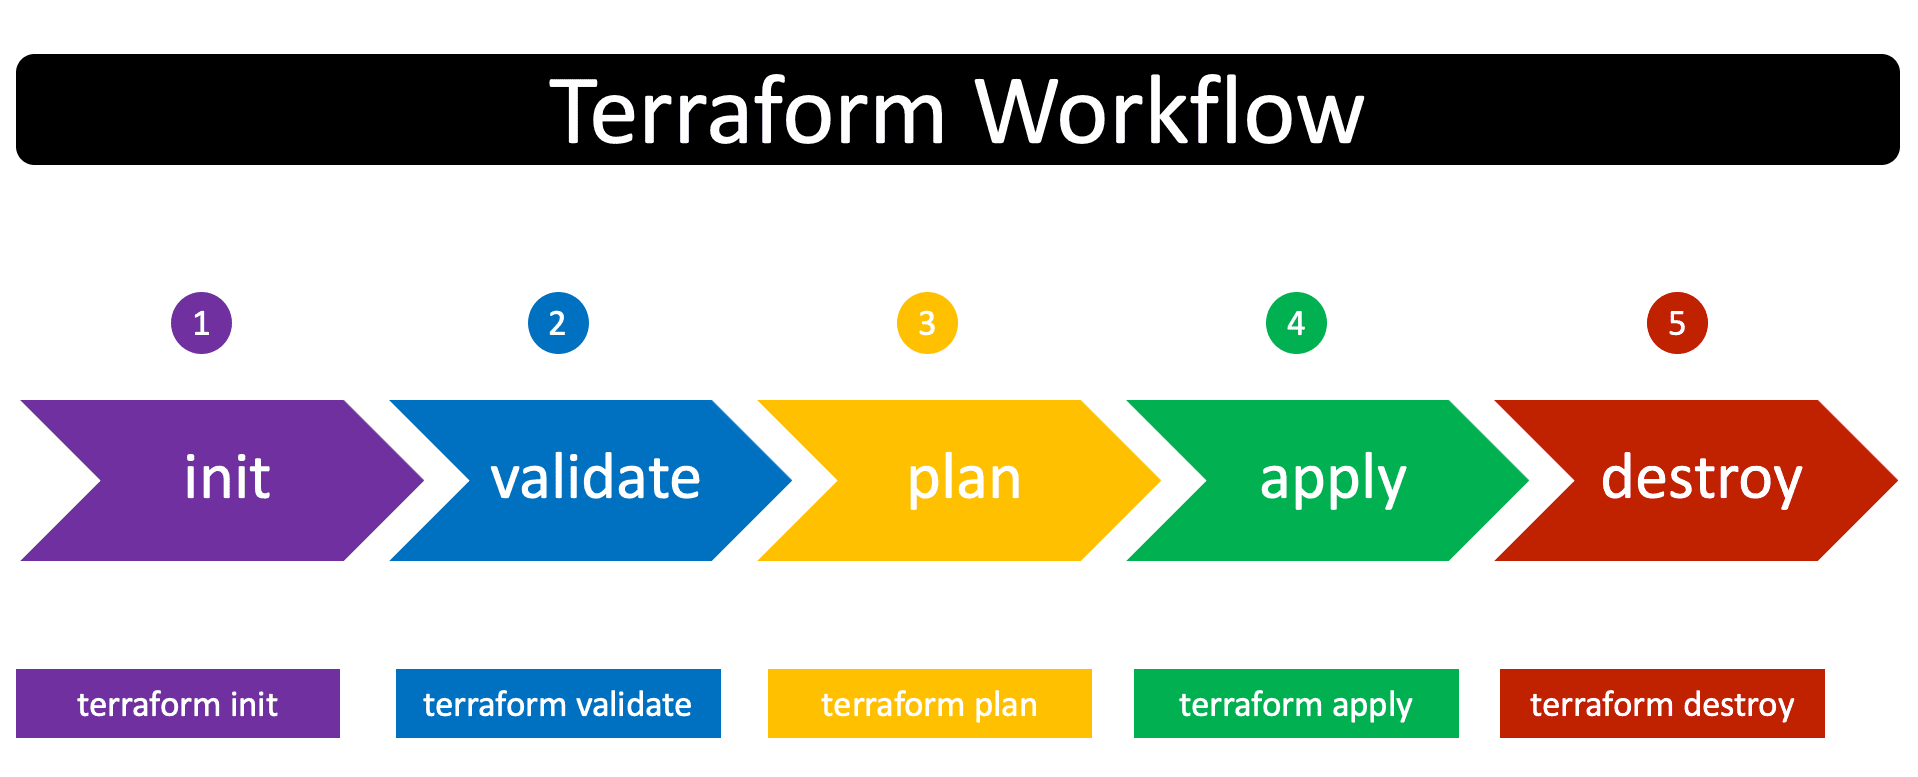 Terraform Workflow
1 2 3 4 5
init validate plan apply destroy
terraform init terraform validate terraform plan terraform apply terraform destroy